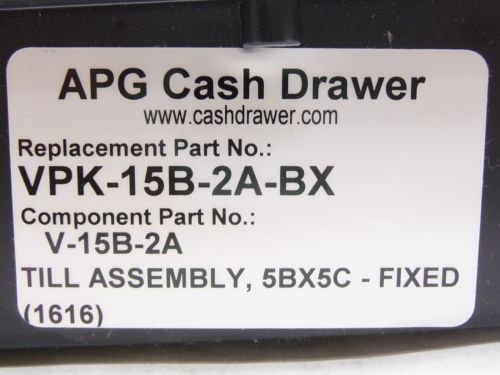 APG Cash Drawer
www.cashdrawer.com
Replacement Part No.:
VPK-15B-2A-BX
Component Part No.:
V-15B-2A
TILL ASSEMBLY, 5BX5C - FIXED
(1616)